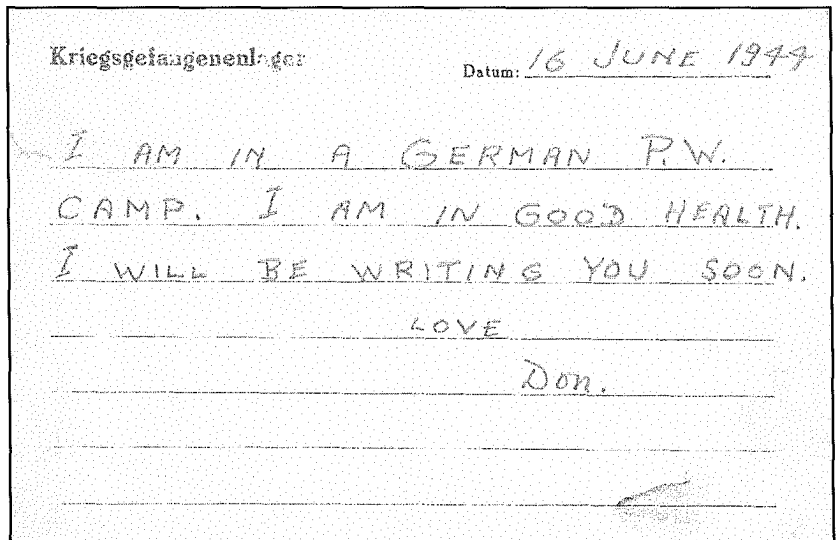 Kriegsgefangenenlager Datum: 16 JUNE 1944
I AM IN A GERMAN P.W.
CAMP. I AM IN GOOD HEALTH.
I WILL BE WRITING YOU SOON.
LOVE
Don.